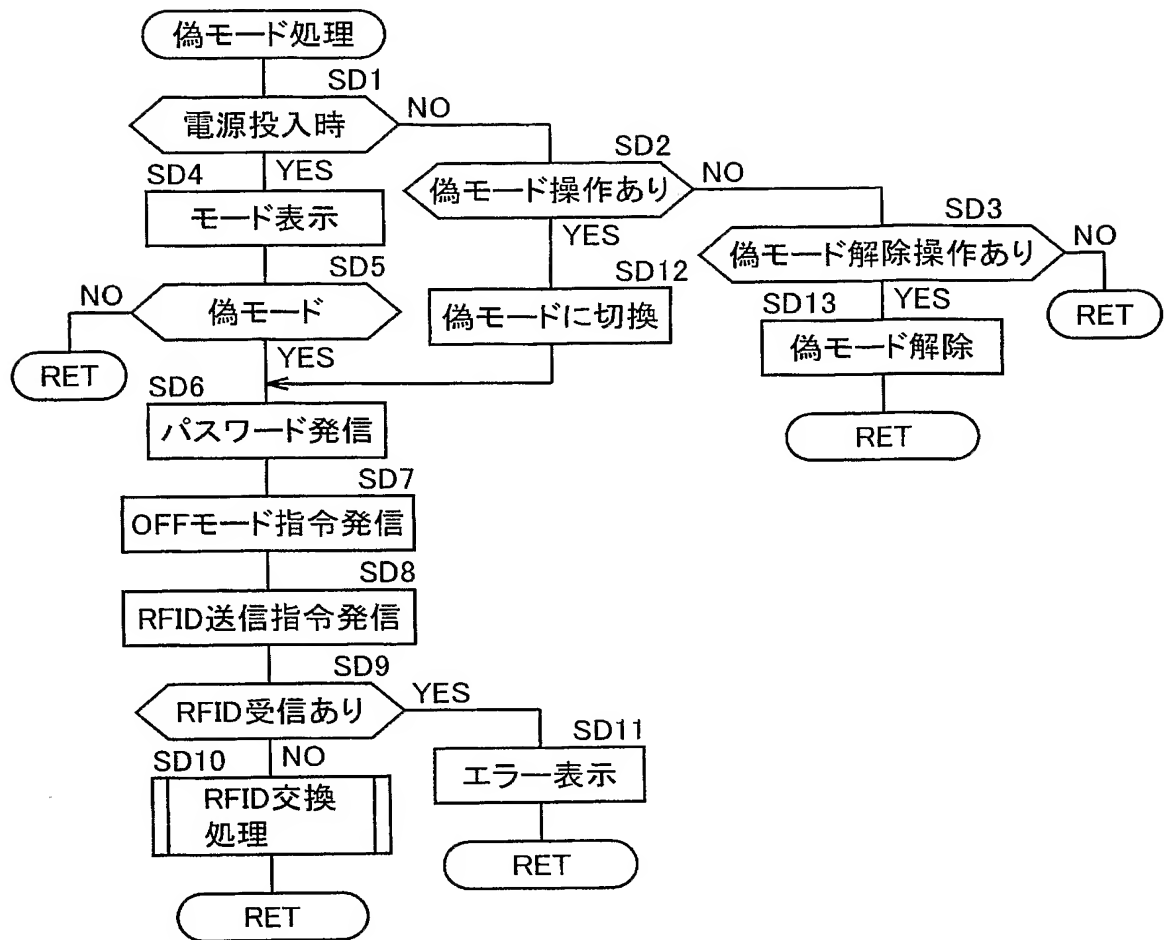 偽モード処理
SD1
電源投入時
NO
SD2
SD4
YES
偽モード操作あり
NO
モード表示
SD3
SD5
YES
偽モード解除操作あり
NO
NO
偽モード
SD12
偽モードに切換
SD13
YES
RET
RET
YES
偽モード解除
SD6
パスワード発信
RET
SD7
OFFモード指令発信
SD8
RFID送信指令発信
SD9
RFID受信あり
YES
SD10
NO
SD11
エラー表示
RFID交換
処理
RET
RET